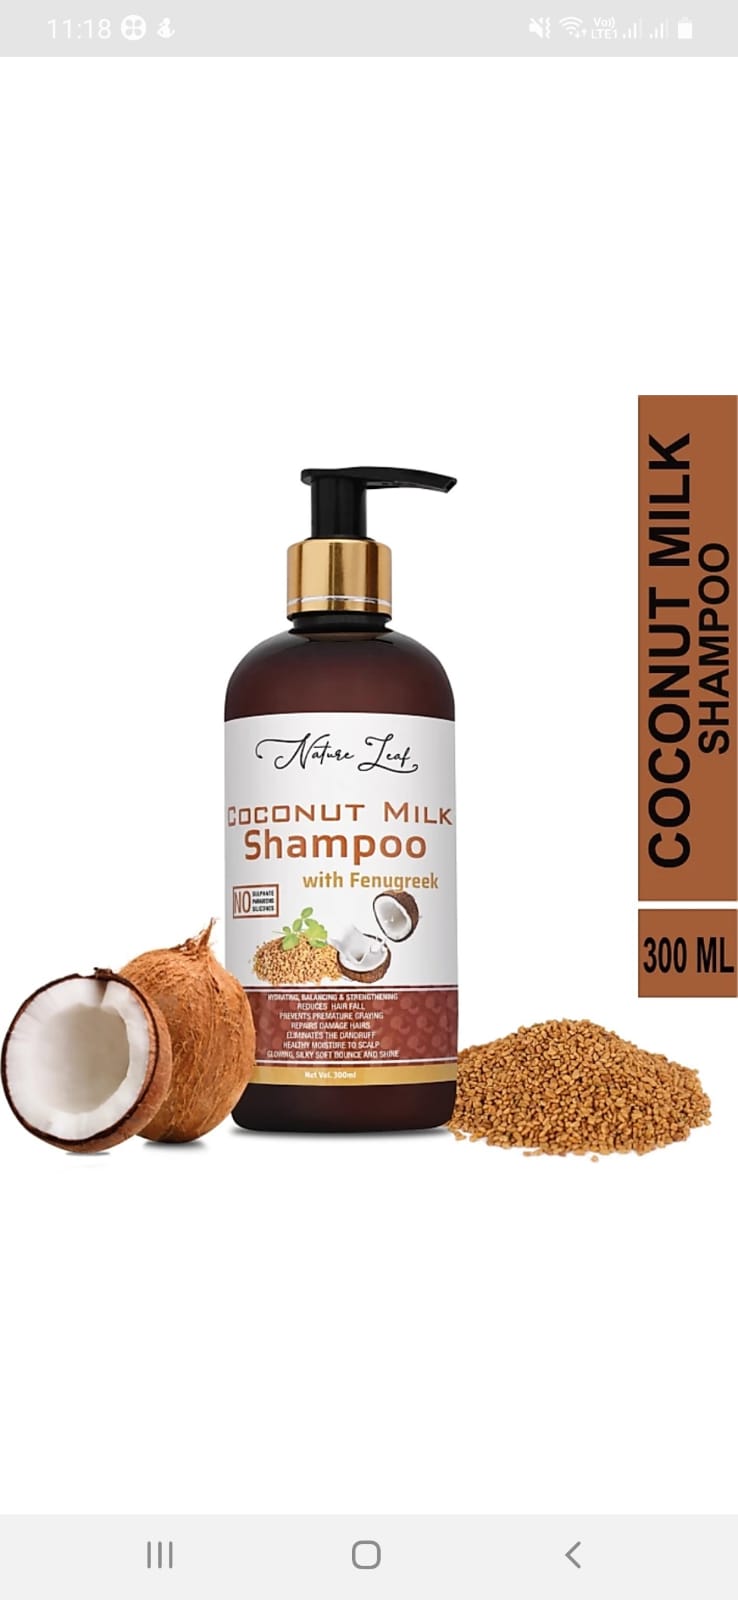 11:18
Vo)
LTE1
Nature Leaf
COCONUT MILK
Shampoo
with Fenugreek
NO
SULPHATE
PARABENS
SILICONES
HYDRATING, BALANCING & STRENGTHENING
REDUCES HAIR FALL
PREVENTS PREMATURE GRAYING
REPAIRS DAMAGE HAIRS
ELIMINATES THE DANDRUFF
HEALTHY MOISTURE TO SCALP
GLOWING, SILKY SOFT BOUNCE AND SHINE
Net Vol. 300ml
COCONUT MILK
SHAMPOO
300 ML